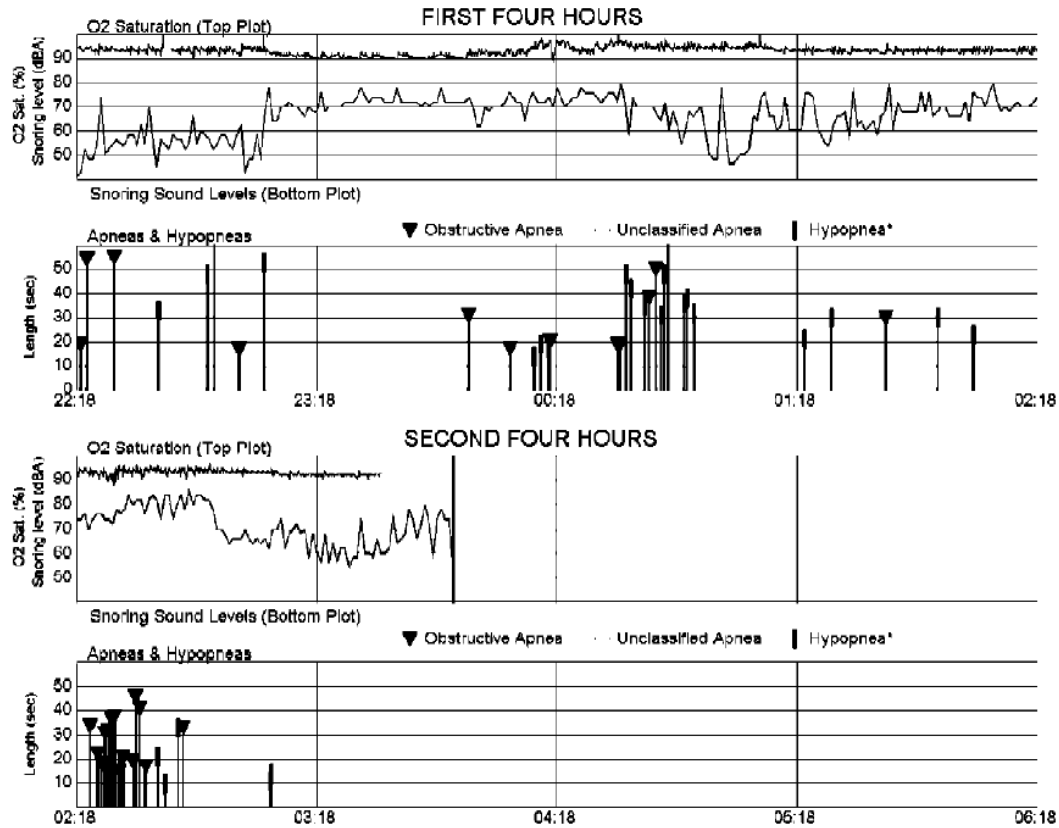 FIRST FOUR HOURS
O2 Saturation (Top Plot)
O2 Sat. (%)
Snoring level (dBA)
90
80
70
60
50
Snoring Sound Levels (Bottom Plot)
Apneas & Hypopneas
▼ Obstructive Apnea
Unclassified Apnea
Hypopnea*
Length (sec)
50
40
30
20
10
0
22:18 23:18 00:18 01:18 02:18
SECOND FOUR HOURS
O2 Saturation (Top Plot)
O2 Sat. (%)
Snoring level (dBA)
90
80
70
60
50
Snoring Sound Levels (Bottom Plot)
Apneas & Hypopneas
▼ Obstructive Apnea
Unclassified Apnea
Hypopnea*
Length (sec)
50
40
30
20
10
02:18 03:18 04:18 05:18 06:18